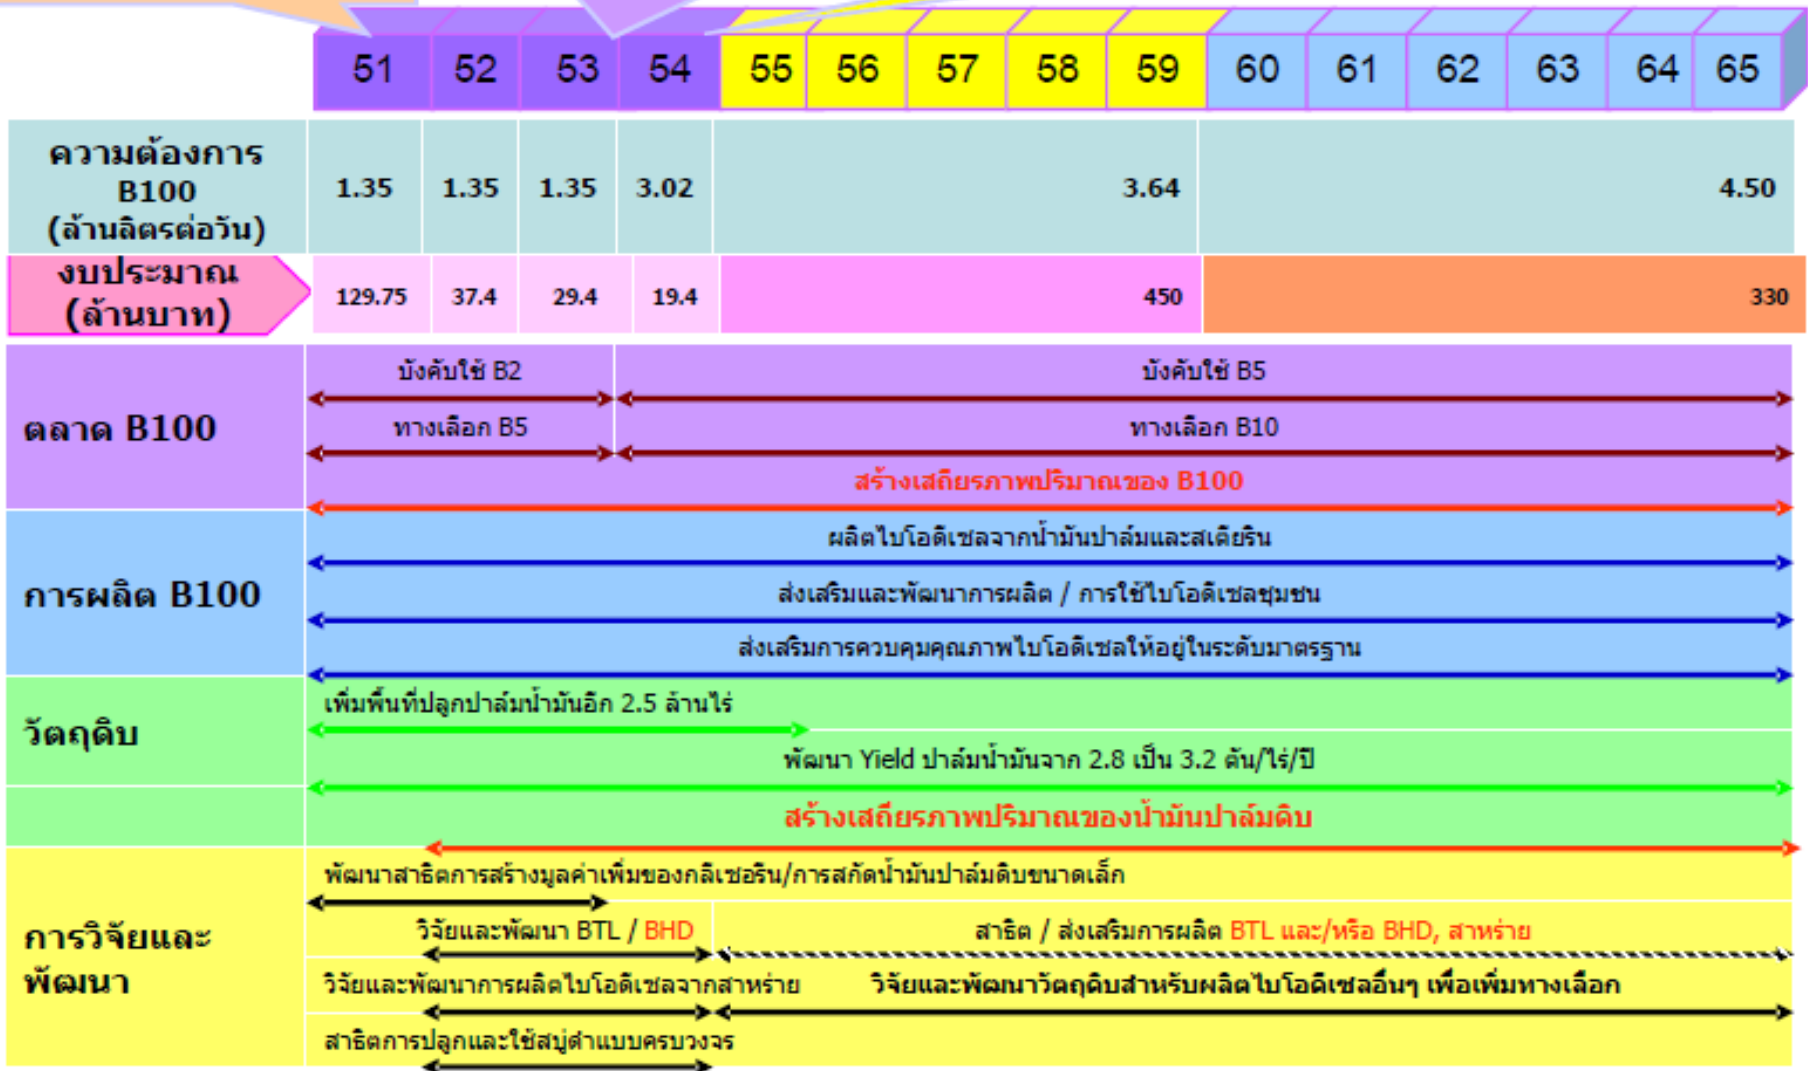 51 52 53 54 55 56 57 58 59 60 61 62 63 64 65
ความต้องการ
B100
(ล้านลิตรต่อวัน)
1.35 1.35 1.35 3.02 3.64 4.50
งบประมาณ
(ล้านบาท)
129.75 37.4 29.4 19.4 450 330
ตลาด B100
บังคับใช้ B2 บังคับใช้ B5
ทางเลือก B5 ทางเลือก B10
สร้างเสถียรภาพปริมาณของ B100
การผลิต B100
ผลิตไบโอดีเซลจากน้ำมันปาล์มและสเตียริน
ส่งเสริมและพัฒนาการผลิต / การใช้ไบโอดีเซลชุมชน
ส่งเสริมการควบคุมคุณภาพไบโอดีเซลให้อยู่ในระดับมาตรฐาน
วัตถุดิบ
เพิ่มพื้นที่ปลูกปาล์มน้ำมันอีก 2.5 ล้านไร่
พัฒนา Yield ปาล์มน้ำมันจาก 2.8 เป็น 3.2 ตัน/ไร่/ปี
สร้างเสถียรภาพปริมาณของน้ำมันปาล์มดิบ
การวิจัยและ
พัฒนา
พัฒนาสาธิตการสร้างมูลค่าเพิ่มของกลีเซอริน/การสกัดน้ำมันปาล์มดิบขนาดเล็ก
วิจัยและพัฒนา BTL / BHD สาธิต / ส่งเสริมการผลิต BTL และ/หรือ BHD, สาหร่าย
วิจัยและพัฒนาการผลิตไบโอดีเซลจากสาหร่าย วิจัยและพัฒนาวัตถุดิบสำหรับผลิตไบโอดีเซลอื่นๆ เพื่อเพิ่มทางเลือก
สาธิตการปลูกและใช้สบู่ดำแบบครบวงจร